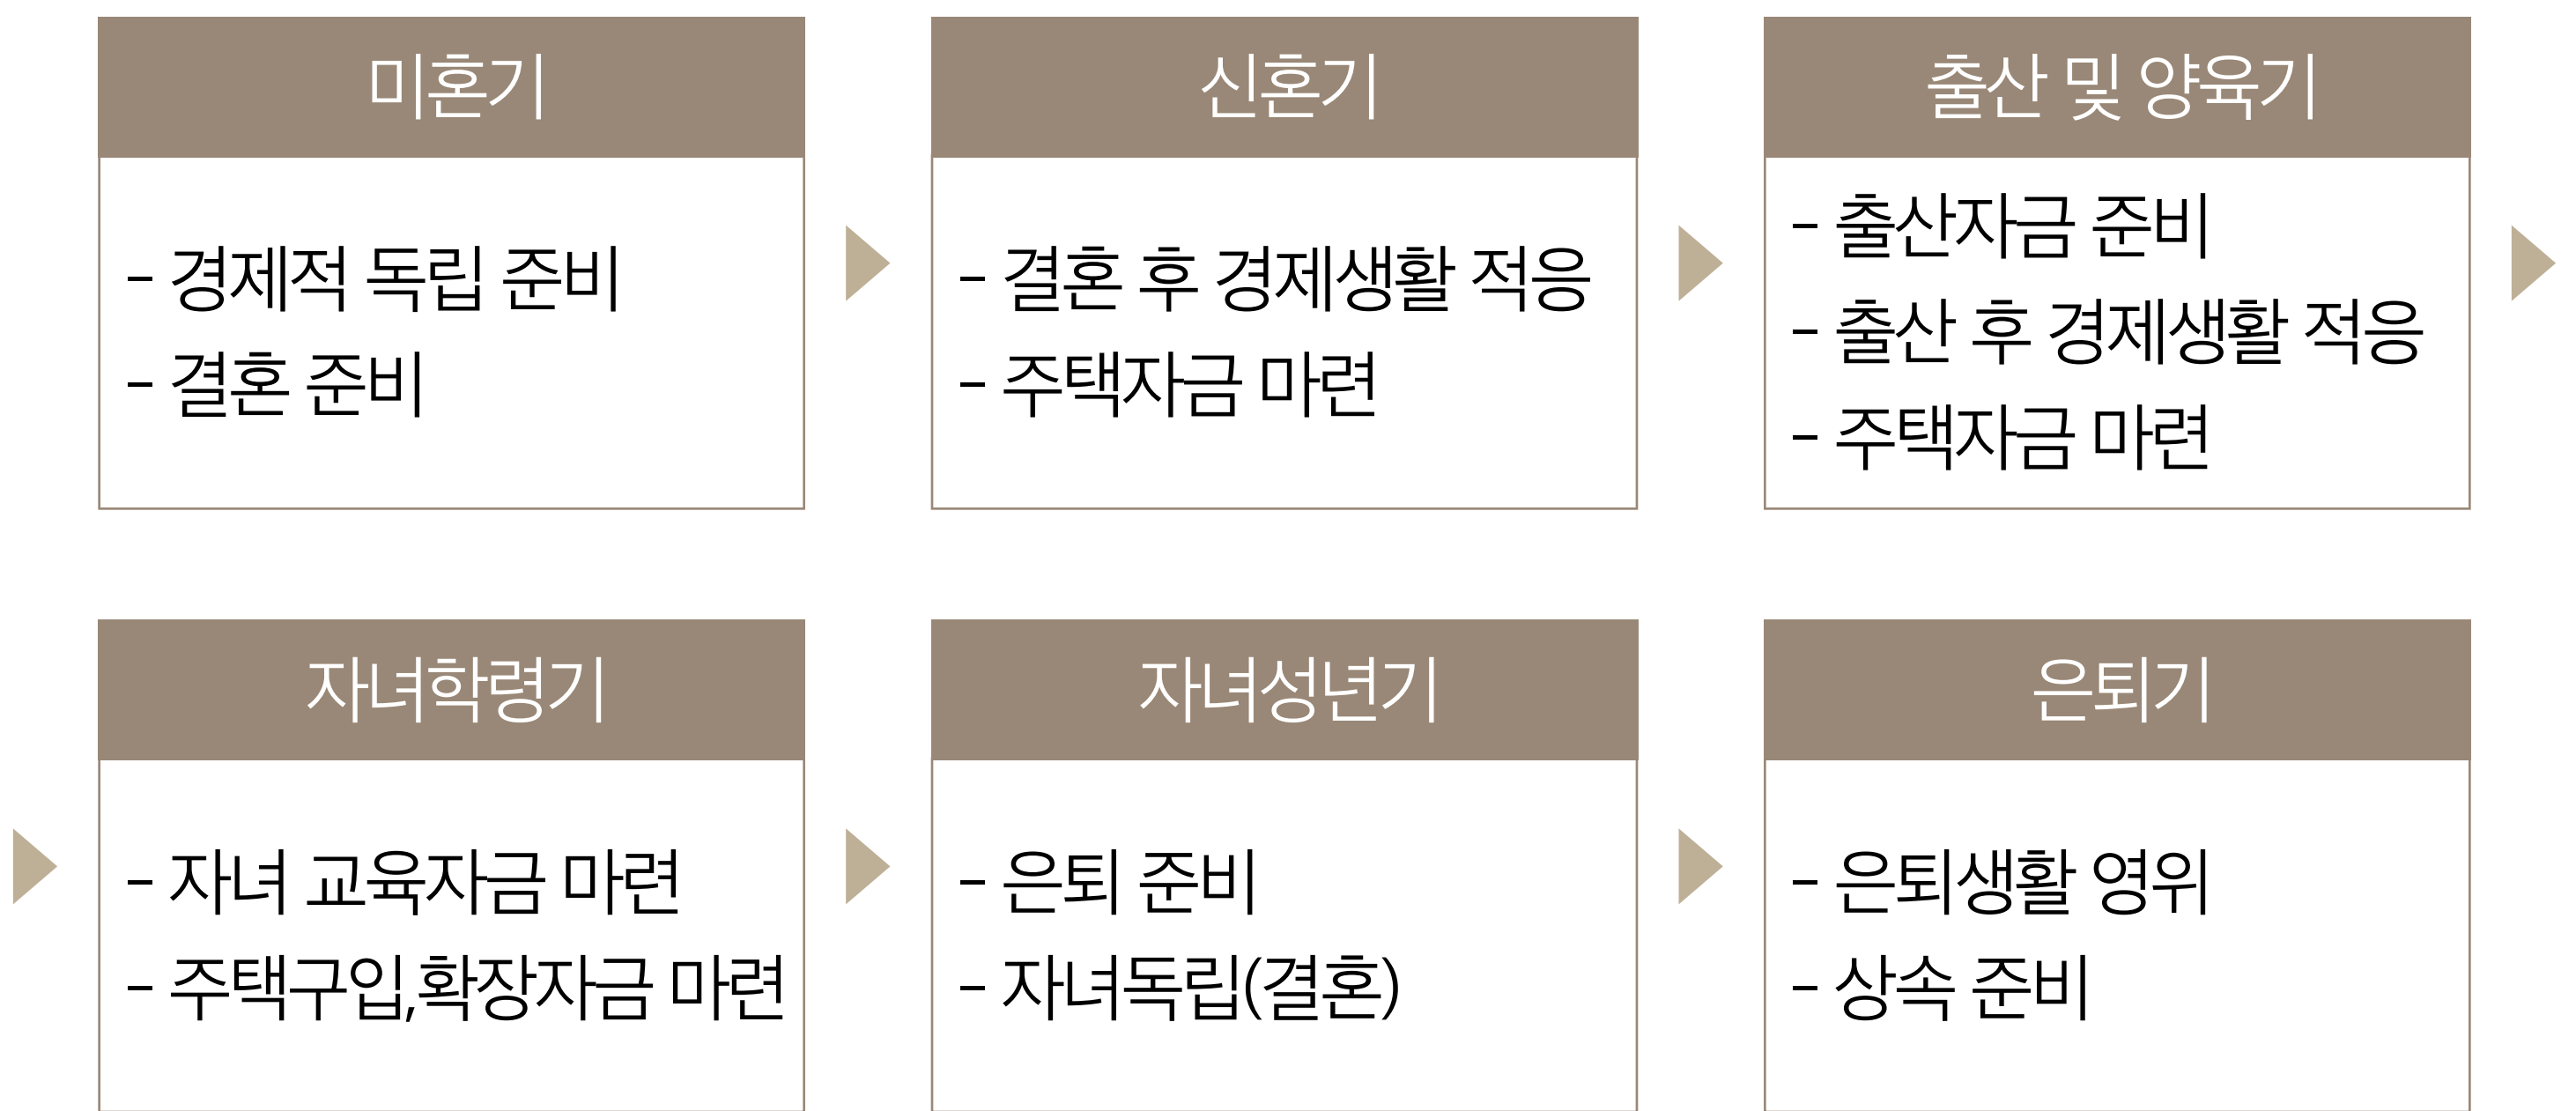 미혼기
- 경제적 독립 준비
- 결혼 준비
신혼기
- 결혼 후 경제생활 적응
- 주택자금 마련
출산 및 양육기
- 출산자금 준비
- 출산 후 경제생활 적응
- 주택자금 마련
자녀학령기
- 자녀 교육자금 마련
- 주택구입,확장자금 마련
자녀성년기
- 은퇴 준비
- 자녀독립(결혼)
은퇴기
- 은퇴생활 영위
- 상속 준비